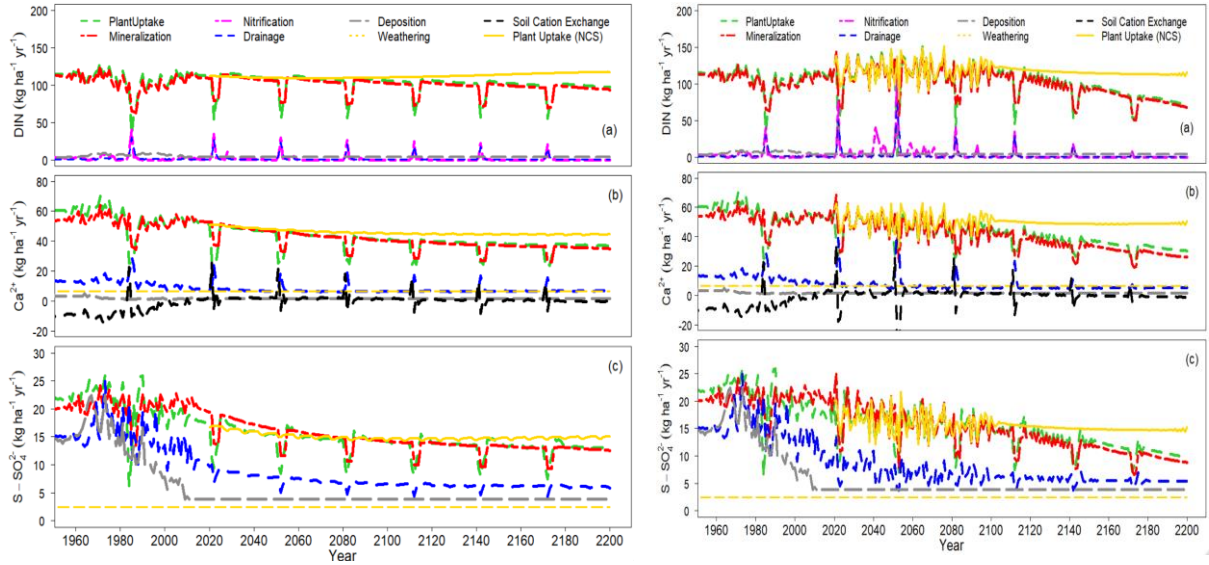 PlantUptake Nitrification Deposition Soil Cation Exchange
Mineralization Drainage Weathering Plant Uptake (NCS)
DIN (kg ha⁻¹ yr⁻¹)
200
150
100
50
0
(a)
Ca²⁺ (kg ha⁻¹ yr⁻¹)
80
60
40
20
0
-20
(b)
S – SO₄²⁻ (kg ha⁻¹ yr⁻¹)
30
25
20
15
10
5
0
(c)
1960 1980 2000 2020 2040 2060 2080 2100 2120 2140 2160 2180 2200
Year
PlantUptake Nitrification Deposition Soil Cation Exchange
Mineralization Drainage Weathering Plant Uptake (NCS)
DIN (kg ha⁻¹ yr⁻¹)
200
150
100
50
0
(a)
Ca²⁺ (kg ha⁻¹ yr⁻¹)
80
60
40
20
0
-20
(b)
S – SO₄²⁻ (kg ha⁻¹ yr⁻¹)
30
25
20
15
10
5
0
(c)
1960 1980 2000 2020 2040 2060 2080 2100 2120 2140 2160 2180 2200
Year